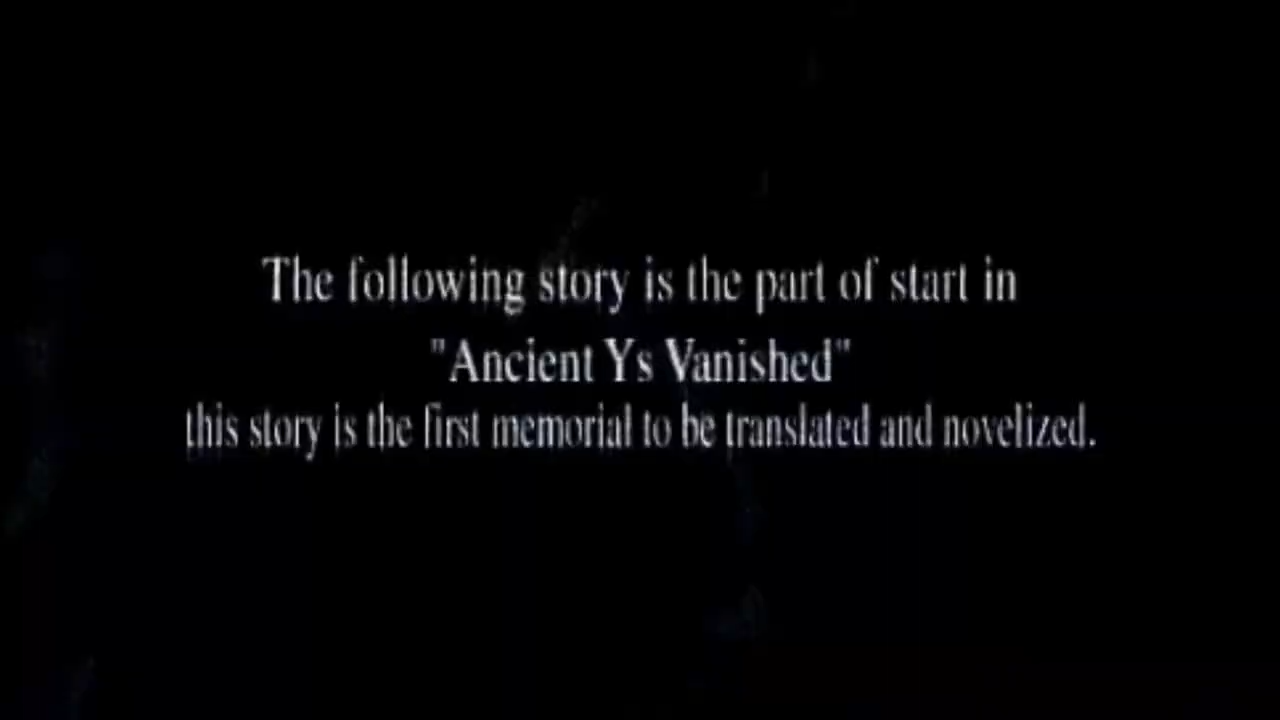 The following story is the part of start in
"Ancient Ys Vanished"
this story is the first memorial to be translated and novelized.